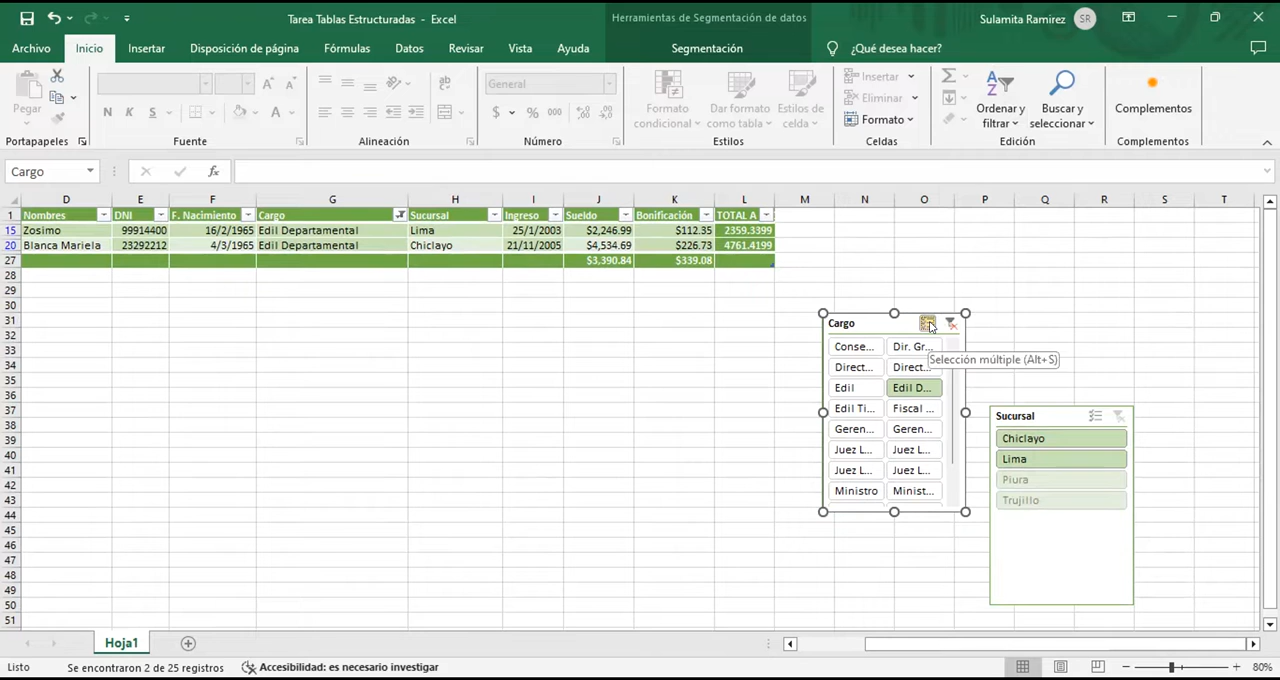 Tarea Tablas Estructuradas - Excel
Herramientas de Segmentación de datos
Sulamita Ramirez SR
Archivo Inicio Insertar Disposición de página Fórmulas Datos Revisar Vista Ayuda Segmentación ¿Qué desea hacer?
Pegar N K S General $ % 000 Formato condicional Dar formato como tabla Estilos de celda Insertar Eliminar Formato Ordenar y filtrar Buscar y seleccionar Complementos
Portapapeles Fuente Alineación Número Estilos Celdas Edición Complementos
Cargo fx
D E F G H I J K L M N O P Q R S T
1 Nombres DNI F. Nacimiento Cargo Sucursal Ingreso Sueldo Bonificación TOTAL A
15 Zosimo 99914400 16/2/1965 Edil Departamental Lima 25/1/2003 $2,246.99 $112.35 2359.3399
20 Blanca Mariela 23292212 4/3/1965 Edil Departamental Chiclayo 21/11/2005 $4,534.69 $226.73 4761.4199
27 $3,390.84 $339.08
28
29
30
31
32
33
34
35
36
37
38
39
40
41
42
43
44
45
46
47
48
49
50
51
Cargo
Selección múltiple (Alt+S)
Conse... Dir. Gr...
Direct... Direct...
Edil Edil D...
Edil Ti... Fiscal ...
Geren... Geren...
Juez L... Juez L...
Juez L... Juez L...
Ministro Minist...
Sucursal
Chiclayo
Lima
Piura
Trujillo
Hoja1
Listo Se encontraron 2 de 25 registros Accesibilidad: es necesario investigar 80%